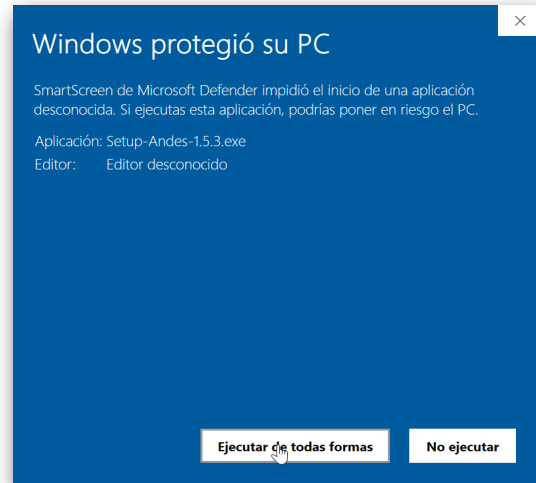 Windows protegió su PC
SmartScreen de Microsoft Defender impidió el inicio de una aplicación
desconocida. Si ejecutas esta aplicación, podrías poner en riesgo el PC.
Aplicación: Setup-Andes-1.5.3.exe
Editor: Editor desconocido
Ejecutar de todas formas No ejecutar